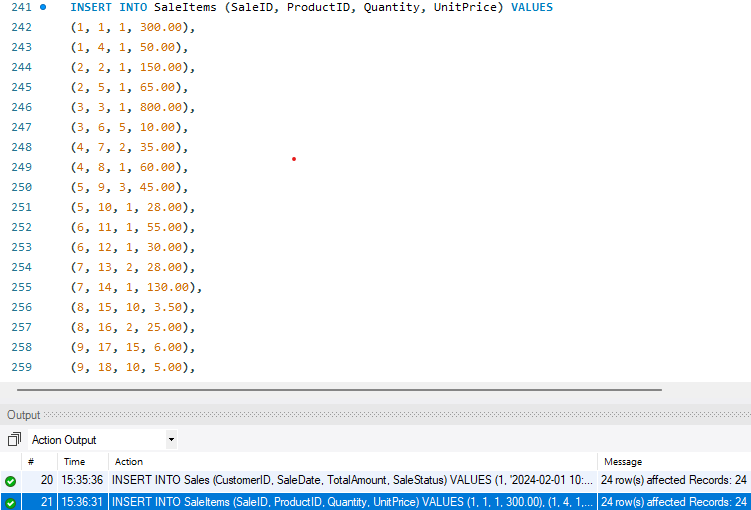 241 INSERT INTO SaleItems (SaleID, ProductID, Quantity, UnitPrice) VALUES
242 (1, 1, 1, 300.00),
243 (1, 4, 1, 50.00),
244 (2, 2, 1, 150.00),
245 (2, 5, 1, 65.00),
246 (3, 3, 1, 800.00),
247 (3, 6, 5, 10.00),
248 (4, 7, 2, 35.00),
249 (4, 8, 1, 60.00),
250 (5, 9, 3, 45.00),
251 (5, 10, 1, 28.00),
252 (6, 11, 1, 55.00),
253 (6, 12, 1, 30.00),
254 (7, 13, 2, 28.00),
255 (7, 14, 1, 130.00),
256 (8, 15, 10, 3.50),
257 (8, 16, 2, 25.00),
258 (9, 17, 15, 6.00),
259 (9, 18, 10, 5.00),
Output
Action Output
# Time Action Message
20 15:35:36 INSERT INTO Sales (CustomerID, SaleDate, TotalAmount, SaleStatus) VALUES (1, '2024-02-01 10:... 24 row(s) affected Records: 24
21 15:36:31 INSERT INTO SaleItems (SaleID, ProductID, Quantity, UnitPrice) VALUES (1, 1, 1, 300.00), (1, 4, 1,... 24 row(s) affected Records: 24